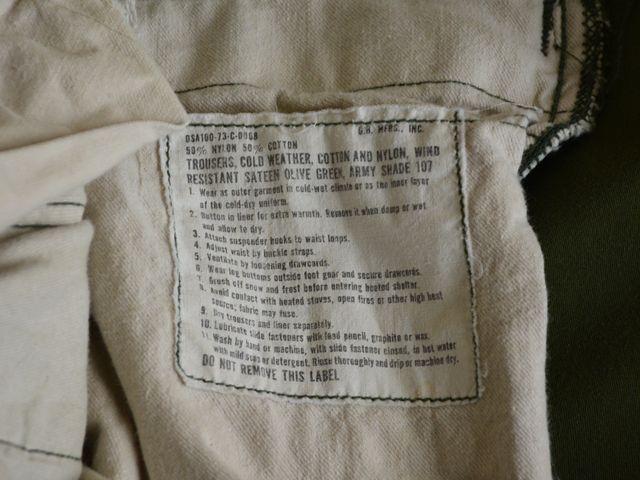 DSA100-73-C-0068 G.H. MFGS., INC.
50% NYLON 50% COTTON
TROUSERS, COLD WEATHER, COTTON AND NYLON, WIND
RESISTANT SATEEN OLIVE GREEN, ARMY SHADE 107
1. Wear as outer garment in cold-wet climate or as the inner layer
of the cold-dry uniform.
2. Button in liner for extra warmth. Remove it when damp or wet
and allow to dry.
3. Attach suspender hooks to waist loops.
4. Adjust waist by buckle straps.
5. Ventilate by loosening drawcords.
6. Wear leg bottoms outside foot gear and secure drawcords.
7. Brush off snow and frost before entering heated shelter.
8. Avoid contact with heated stoves, open fires or other high heat
source; fabric may fuse.
9. Dry trousers and liner separately.
10. Lubricate slide fasteners with lead pencil, graphite or wax.
11. Wash by hand or machine, with slide fastener closed, in hot water
with mild soap or detergent. Rinse thoroughly and drip or machine dry.
DO NOT REMOVE THIS LABEL